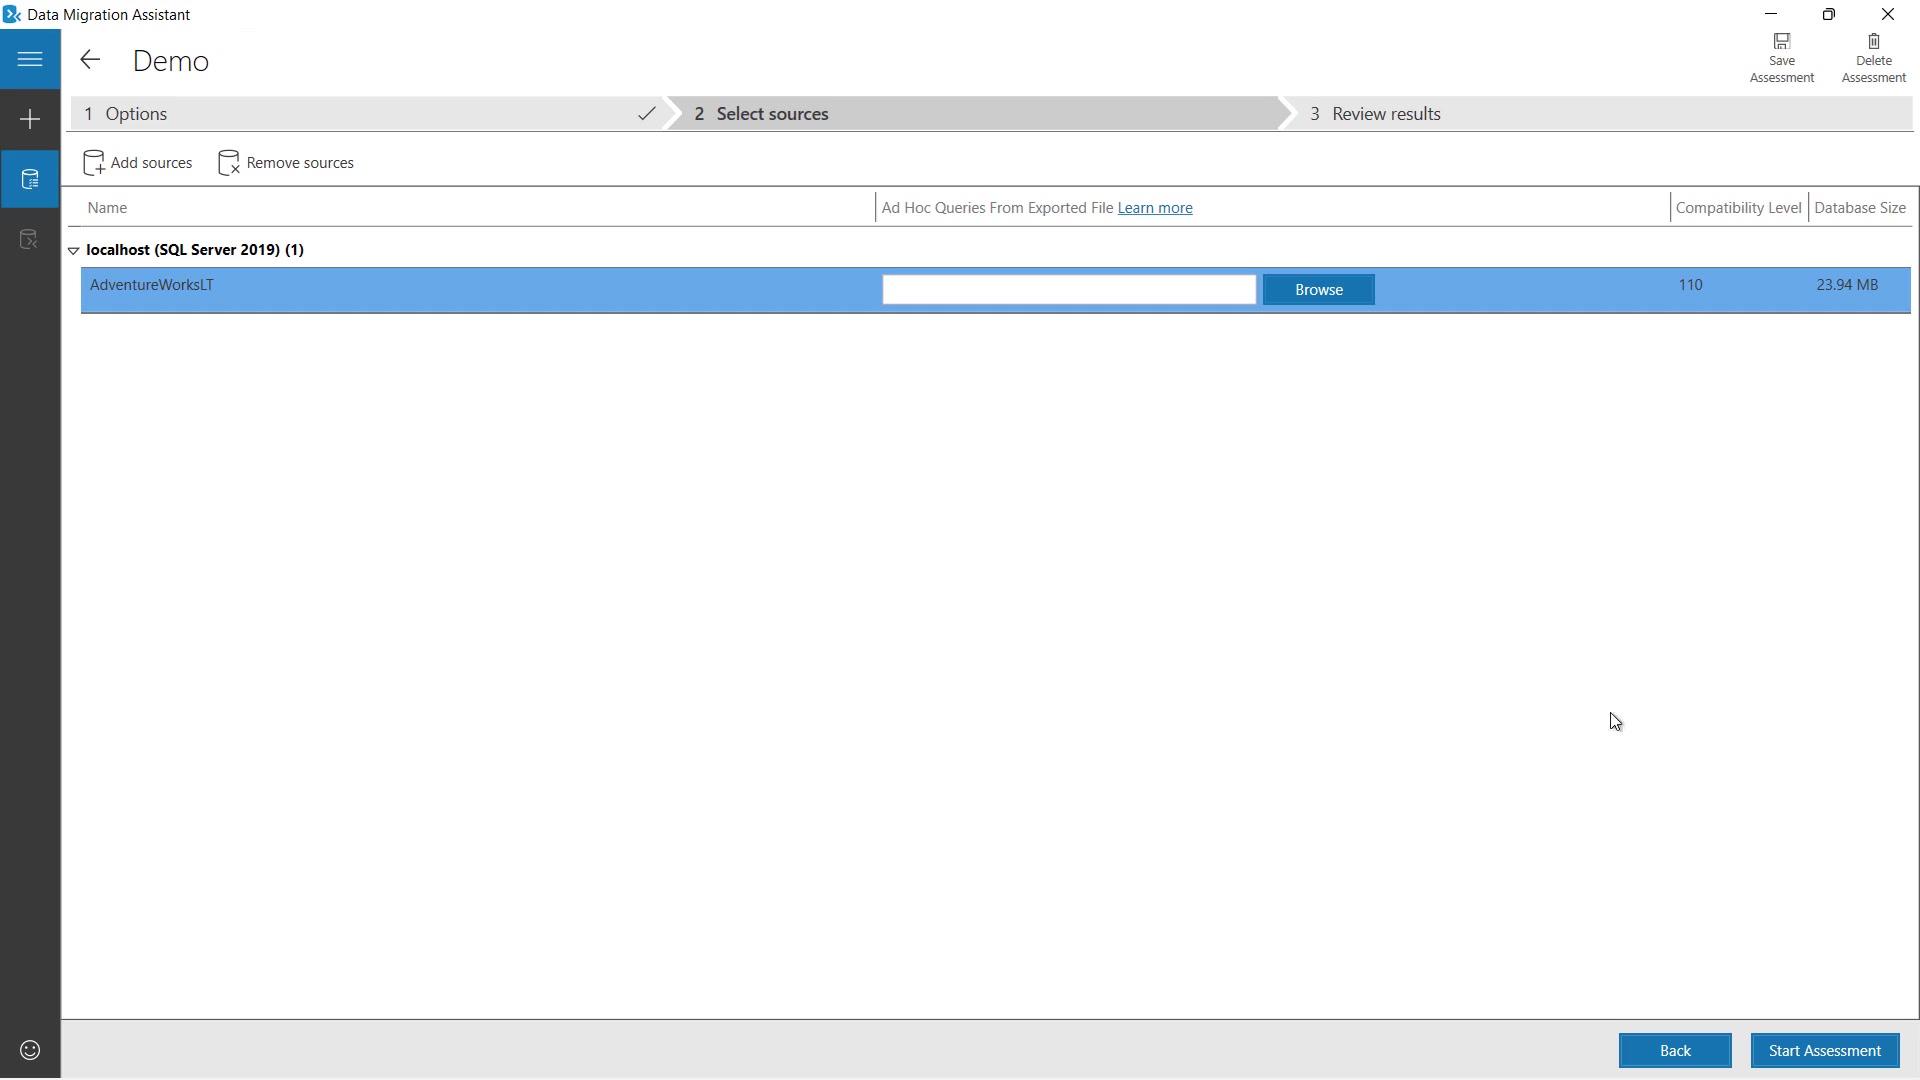 Data Migration Assistant
Demo
Save Assessment
Delete Assessment
1 Options
2 Select sources
3 Review results
Add sources
Remove sources
Name
Ad Hoc Queries From Exported File Learn more
Compatibility Level
Database Size
localhost (SQL Server 2019) (1)
AdventureWorksLT
Browse
110
23.94 MB
Back
Start Assessment